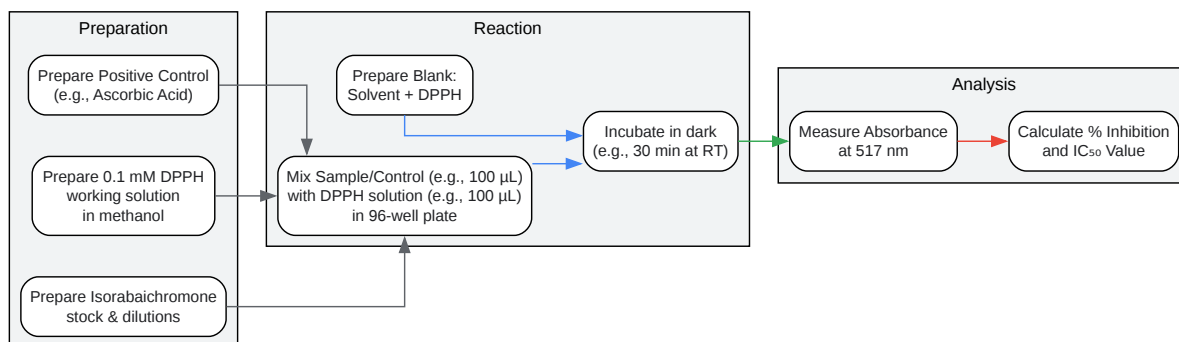 Preparation
Prepare Positive Control
(e.g., Ascorbic Acid)
Prepare 0.1 mM DPPH
working solution
in methanol
Prepare Isorabaichromone
stock & dilutions
Reaction
Prepare Blank:
Solvent + DPPH
Mix Sample/Control (e.g., 100 µL)
with DPPH solution (e.g., 100 µL)
in 96-well plate
Incubate in dark
(e.g., 30 min at RT)
Analysis
Measure Absorbance
at 517 nm
Calculate % Inhibition
and IC₅₀ Value